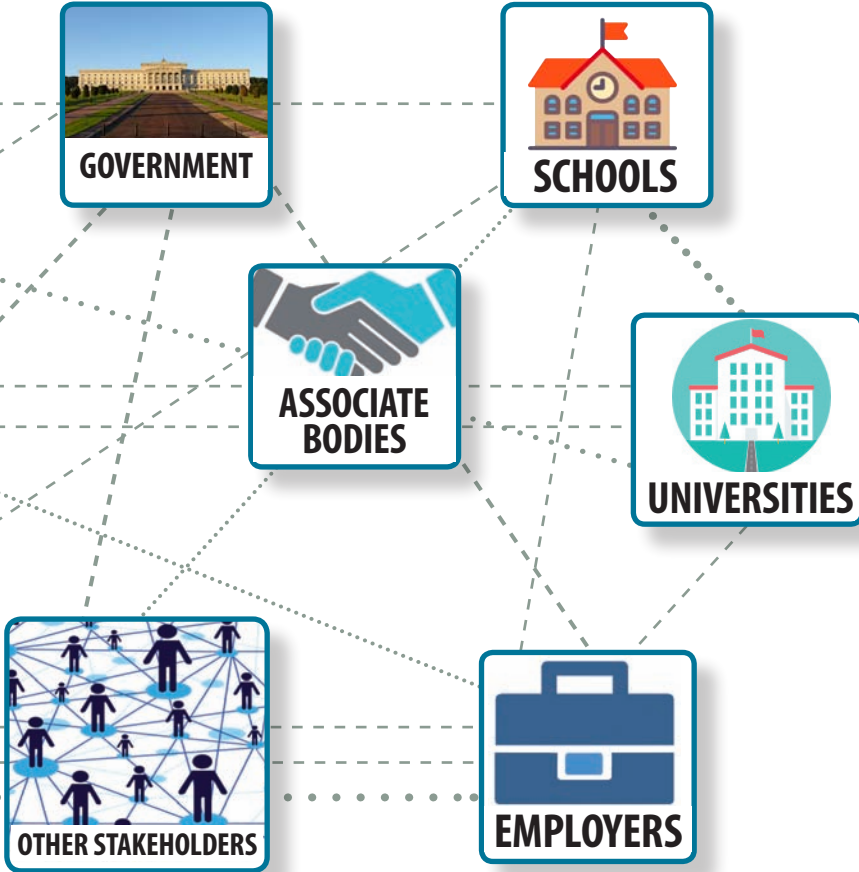 GOVERNMENT
SCHOOLS
ASSOCIATE
BODIES
UNIVERSITIES
OTHER STAKEHOLDERS
EMPLOYERS